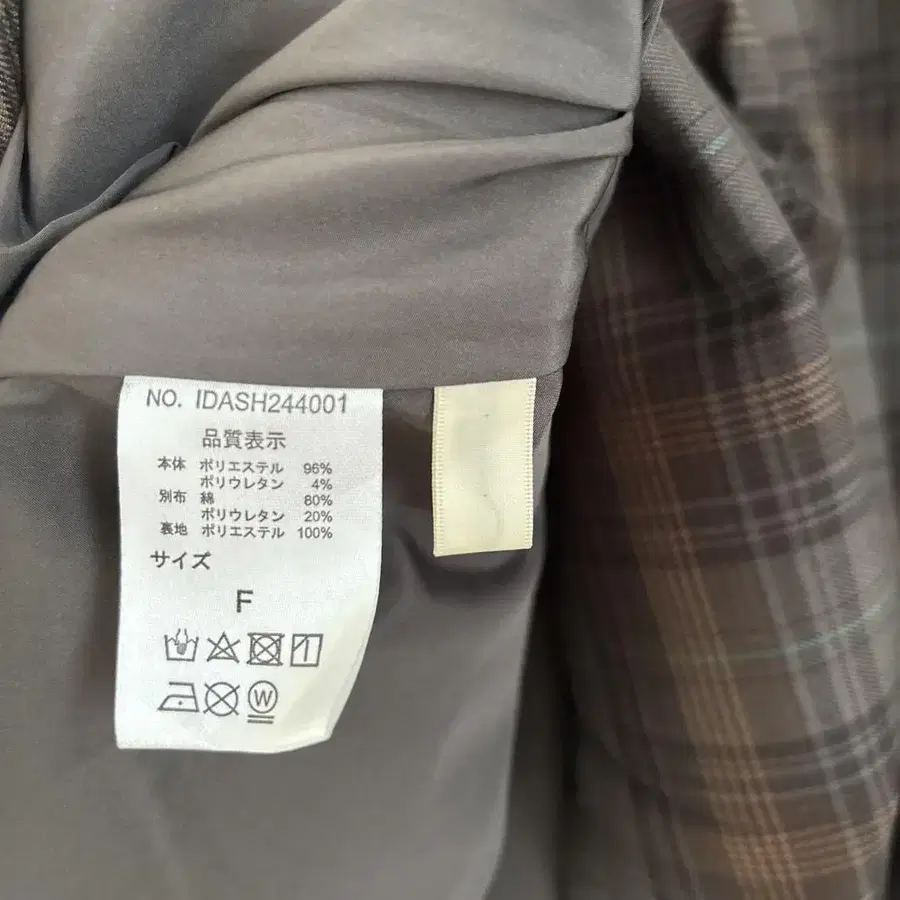 NO. IDASH244001
品質表示
本体 ポリエステル 96%
ポリウレタン 4%
別布 綿 80%
ポリウレタン 20%
裏地 ポリエステル 100%
サイズ
F
W